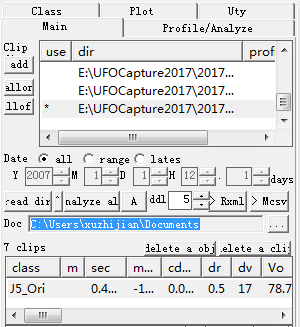 Class Plot Uty
Main Profile/Analyze
Clip
add
allor
llof
use dir prof
E:\UFOCapture2017\2017...
E:\UFOCapture2017\2017...
* E:\UFOCapture2017\2017...
Date all range lates
Y 2007 M 1 D 1 H 12 . 1 days
read dir ^ nalyze al A ddl 5 > Rxml > Mcsv
Doc C:\Users\xuzhijian\Documents ...
7 clips elete a obj elete a cli
class m sec m... cd... dr dv Vo
J5_Ori 0.4... -1... 0.0... 0.5 17 78.7